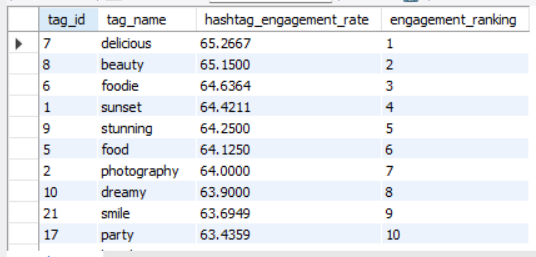 tag_id tag_name hashtag_engagement_rate engagement_ranking
7 delicious 65.2667 1
8 beauty 65.1500 2
6 foodie 64.6364 3
1 sunset 64.4211 4
9 stunning 64.2500 5
5 food 64.1250 6
2 photography 64.0000 7
10 dreamy 63.9000 8
21 smile 63.6949 9
17 party 63.4359 10